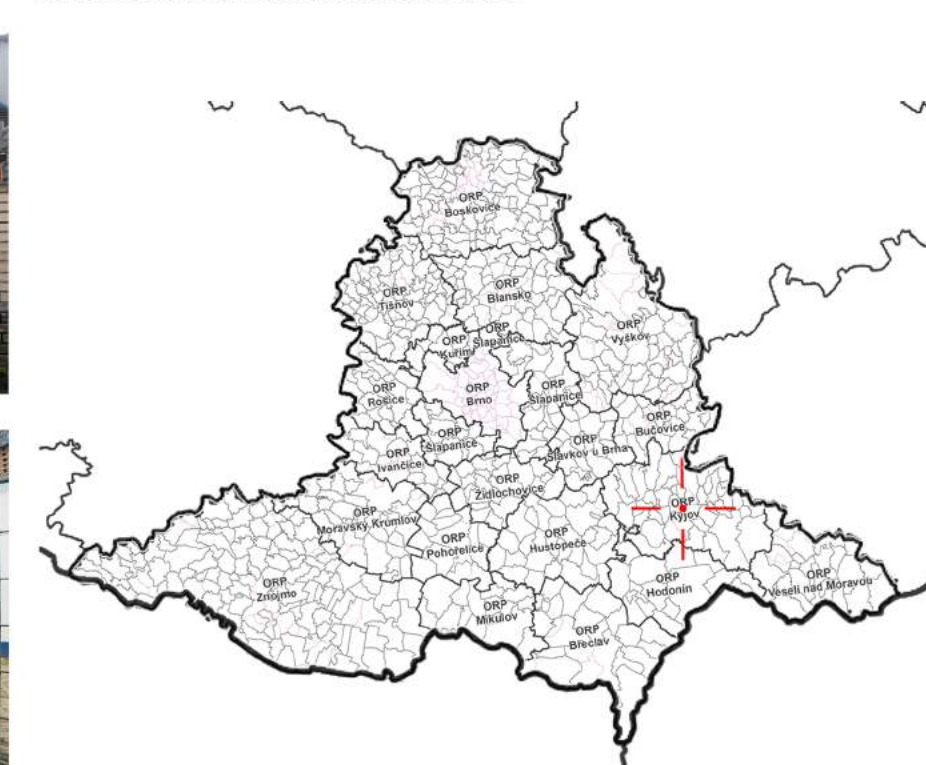 ORP
Boskovice
ORP
Tišnov
ORP
Blansko
ORP
Vyškov
ORP
Kuřim
ORP
Šlapanice
ORP
Rosice
ORP
Brno
ORP
Šlapanice
ORP
Bučovice
ORP
Šlapanice
ORP
Ivančice
ORP
Slavkov u Brna
ORP
Židlochovice
ORP
Kyjov
ORP
Moravský Krumlov
ORP
Pohořelice
ORP
Hustopeče
ORP
Znojmo
ORP
Hodonín
ORP
Veselí nad Moravou
ORP
Mikulov
ORP
Břeclav